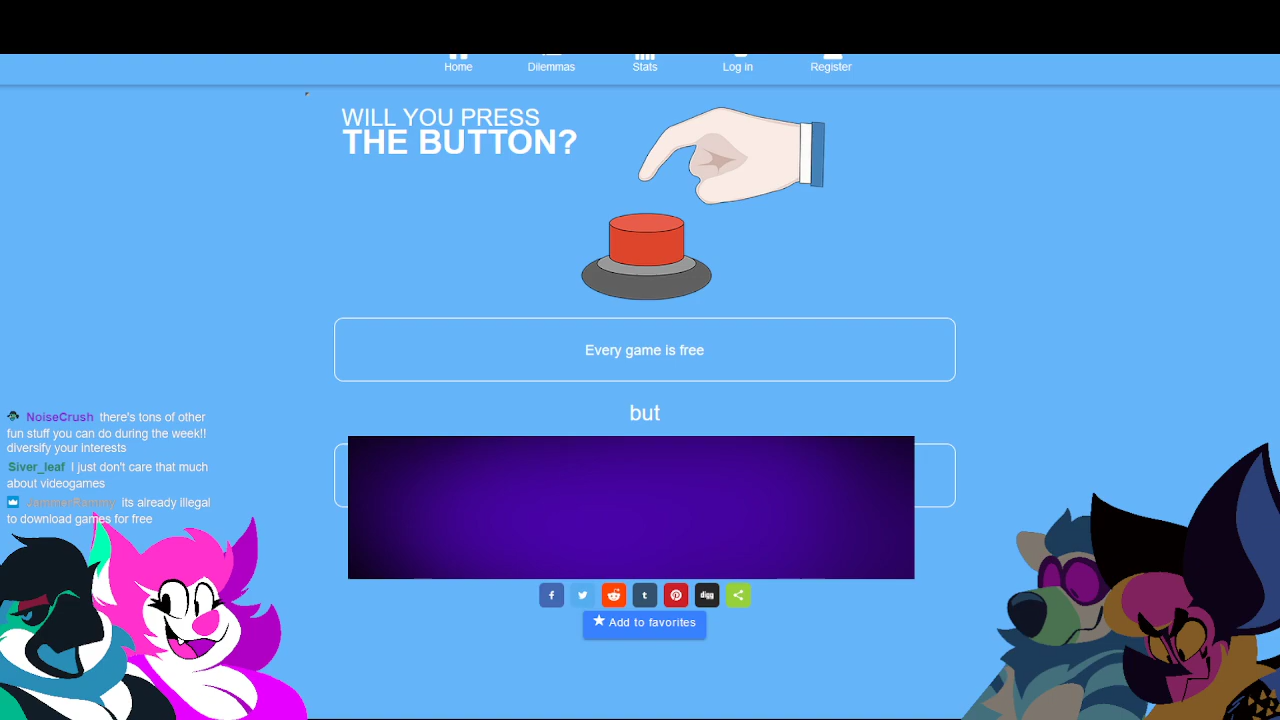 Home
Dilemmas
Stats
Log in
Register
WILL YOU PRESS
THE BUTTON?
Every game is free
but
NoiseCrush there's tons of other
fun stuff you can do during the week!!
diversify your interests
Siver_leaf I just don't care that much
about videogames
its already illegal
to download games for free
f
t
digg
★ Add to favorites